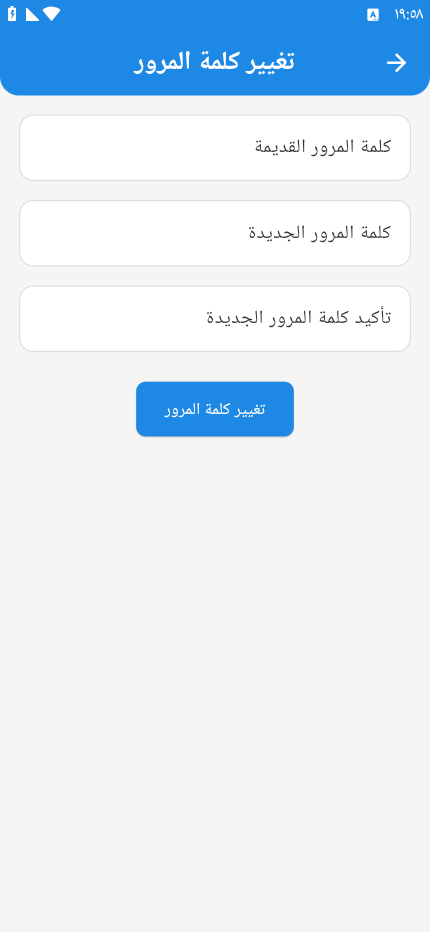 ١٩:٥٨
A
تغيير كلمة المرور
كلمة المرور القديمة
كلمة المرور الجديدة
تأكيد كلمة المرور الجديدة
تغيير كلمة المرور